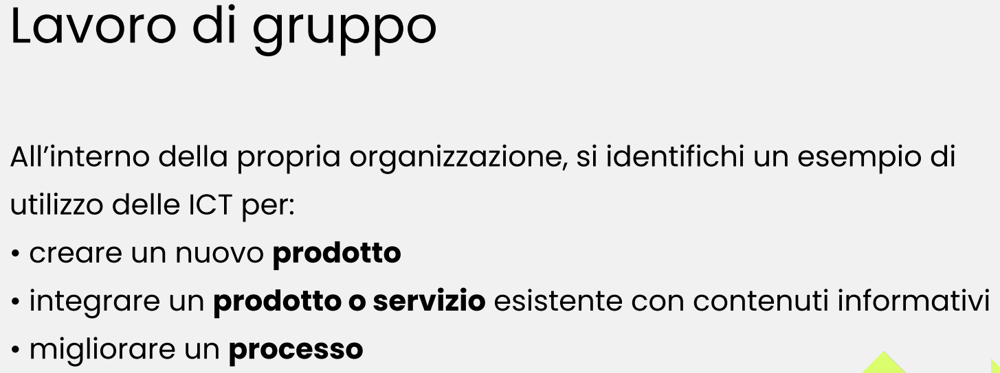 Lavoro di gruppo
All’interno della propria organizzazione, si identifichi un esempio di
utilizzo delle ICT per:
• creare un nuovo prodotto
• integrare un prodotto o servizio esistente con contenuti informativi
• migliorare un processo